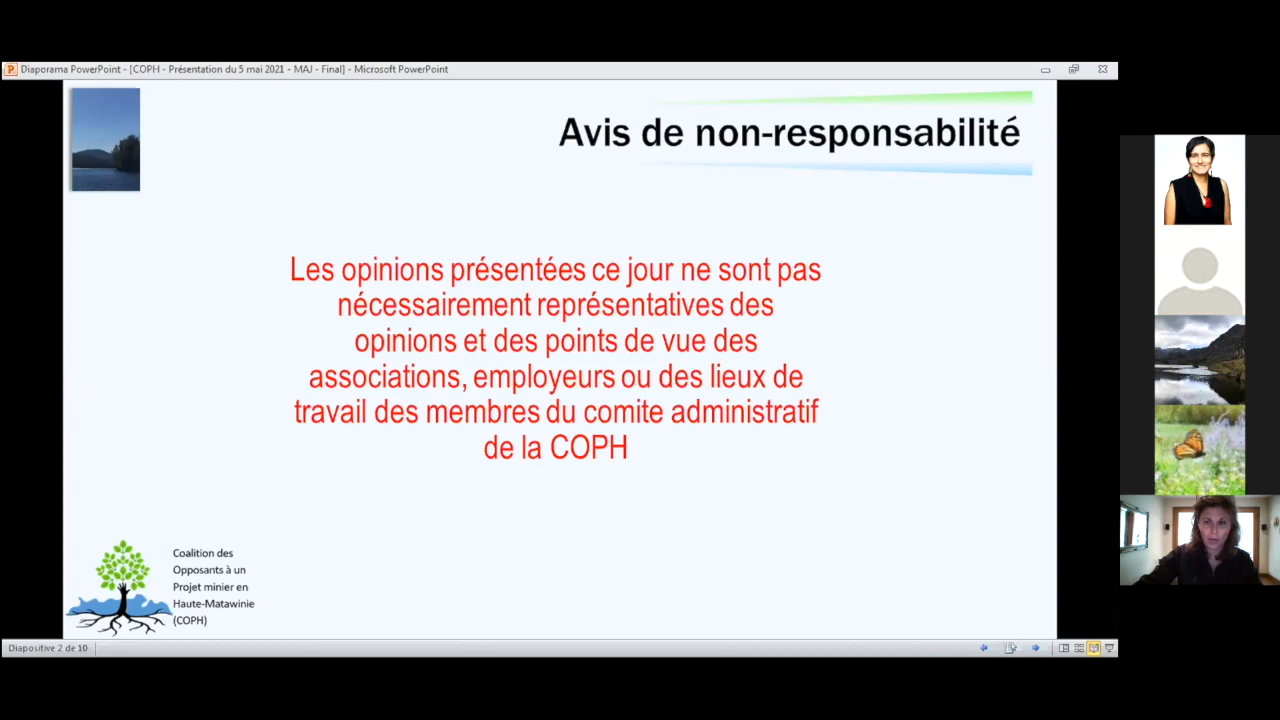 Diaporama PowerPoint - [COPH - Présentation du 5 mai 2021 - MAJ - Final] - Microsoft PowerPoint
Avis de non-responsabilité
Les opinions présentées ce jour ne sont pas
nécessairement représentatives des
opinions et des points de vue des
associations, employeurs ou des lieux de
travail des membres du comite administratif
de la COPH
Coalition des
Opposants à un
Projet minier en
Haute-Matawinie
(COPH)
Diapositive 2 de 10